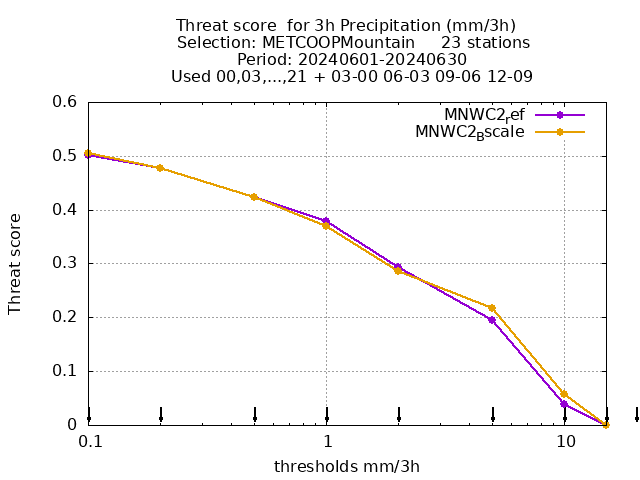 Threat score  for 3h Precipitation (mm/3h)
Selection: METCOOPMountain     23 stations
Period: 20240601-20240630
Used 00,03,...,21 + 03-00 06-03 09-06 12-09
MNWC2_ref
MNWC2_Bscale
0.6
0.5
0.4
0.3
0.2
0.1
0
Threat score
0.1 1 10
thresholds mm/3h